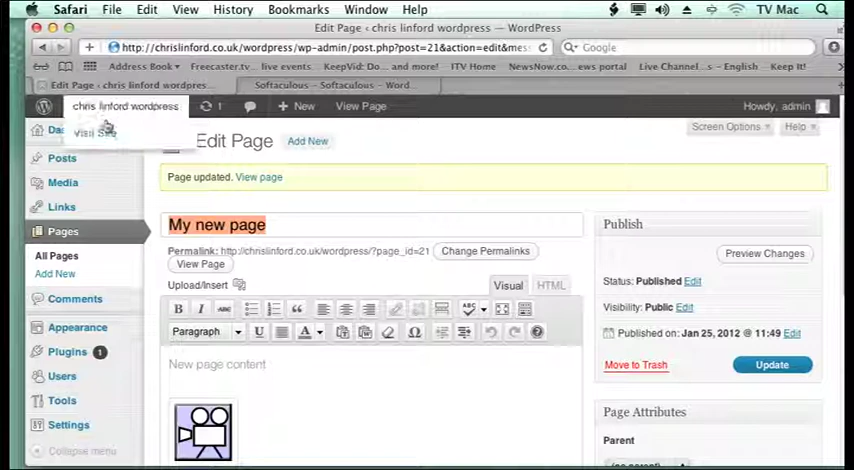 Safari File Edit View History Bookmarks Window Help TV Mac
Edit Page ‹ chris linford wordpress — WordPress
http://chrislinford.co.uk/wordpress/wp-admin/post.php?post=21&action=edit&mes Google
Address Book Freecaster.tv live events KeepVid: Do... and more! ITV Home NewsNow.co... ews portal Live Channels... – English Keep It!
Edit Page ‹ chris linford wordpres... Softaculous – Softaculous – Word...
chris linford wordpress 1 + New View Page Howdy, admin
Visit Site
Screen Options Help
Edit Page Add New
Posts
Page updated. View page
Media
Links
Pages
My new page
Publish
Permalink: http://chrislinford.co.uk/wordpress/?page_id=21 Change Permalinks
View Page
Preview Changes
All Pages
Add New
Upload/Insert Visual HTML
Status: Published Edit
Comments
B I ABC
Visibility: Public Edit
Appearance
Paragraph U A Ω
Published on: Jan 25, 2012 @ 11:49 Edit
Plugins 1
New page content
Move to Trash Update
Users
Tools
Page Attributes
Settings
Parent
Collapse menu